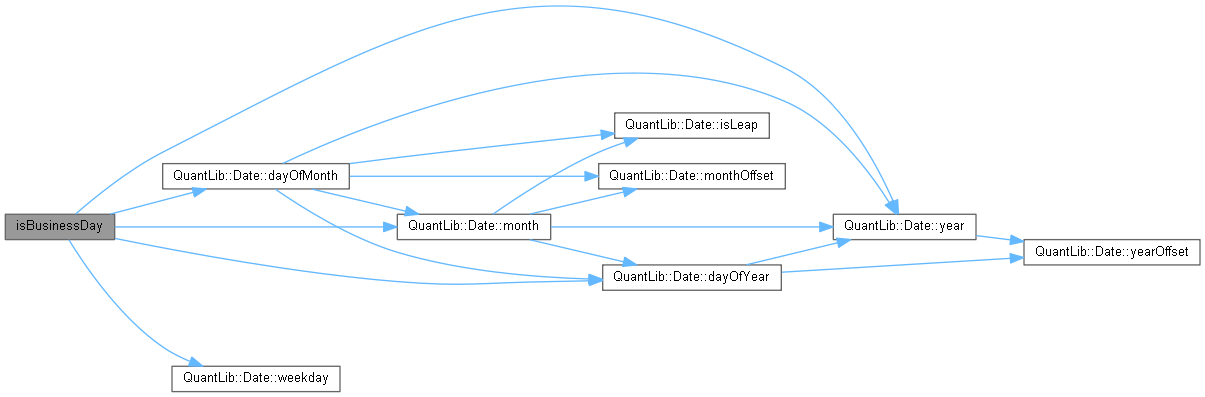 QuantLib::Date::isLeap
QuantLib::Date::dayOfMonth
QuantLib::Date::monthOffset
isBusinessDay
QuantLib::Date::month
QuantLib::Date::year
QuantLib::Date::yearOffset
QuantLib::Date::dayOfYear
QuantLib::Date::weekday